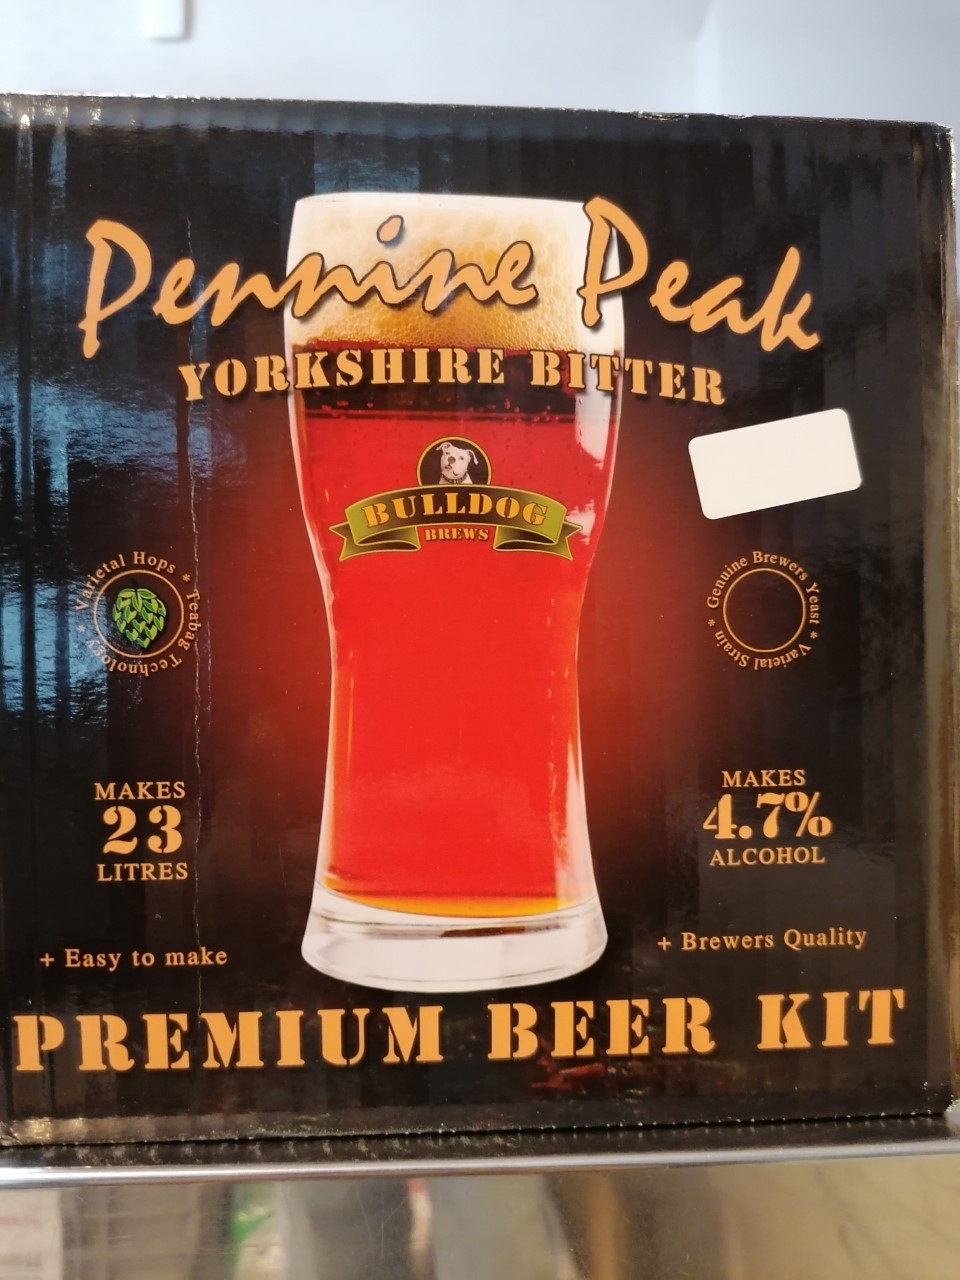 Pennine Peak
YORKSHIRE BITTER
BULLDOG
BREWS
* Varietal Hops * Teabag Technology
* Genuine Brewers Yeast * Varietal Strain
MAKES
23
LITRES
MAKES
4.7%
ALCOHOL
+ Easy to make
+ Brewers Quality
PREMIUM BEER KIT